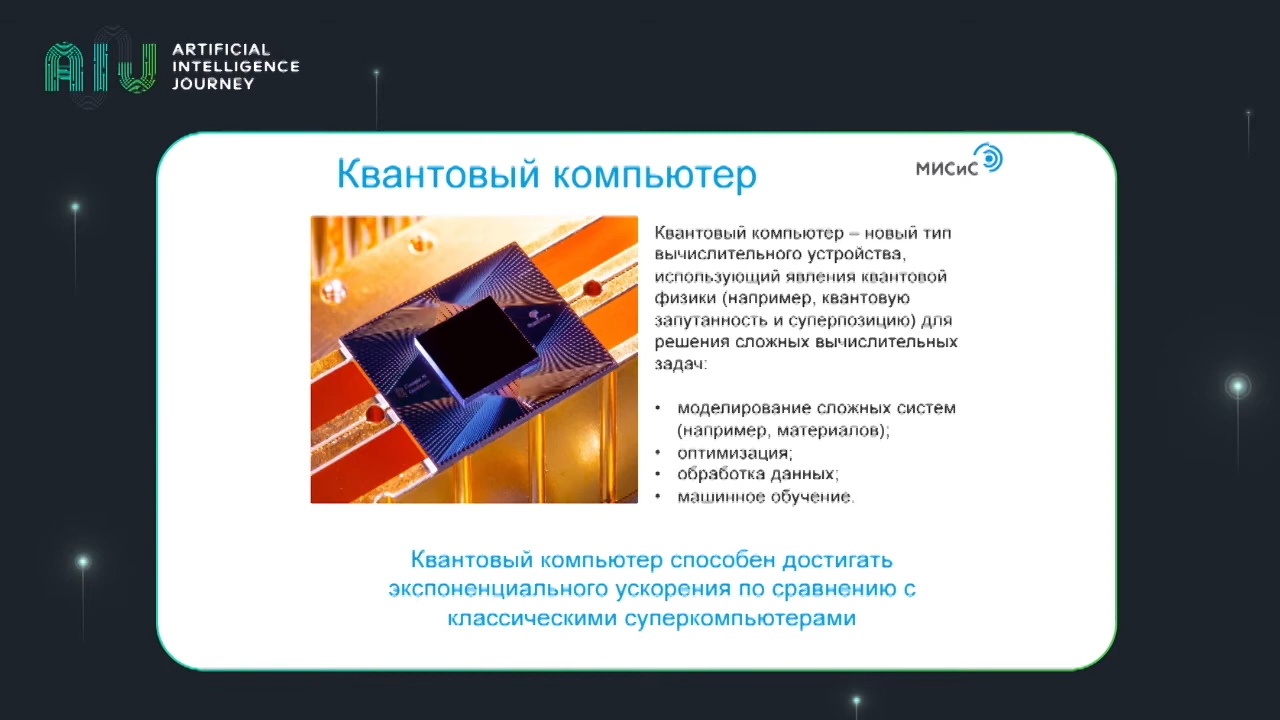 ARTIFICIAL
INTELLIGENCE
JOURNEY
Квантовый компьютер
МИСиС
Квантовый компьютер – новый тип
вычислительного устройства,
использующий явления квантовой
физики (например, квантовую
запутанность и суперпозицию) для
решения сложных вычислительных
задач:
• моделирование сложных систем
(например, материалов);
• оптимизация;
• обработка данных;
• машинное обучение.
Квантовый компьютер способен достигать
экспоненциального ускорения по сравнению с
классическими суперкомпьютерами